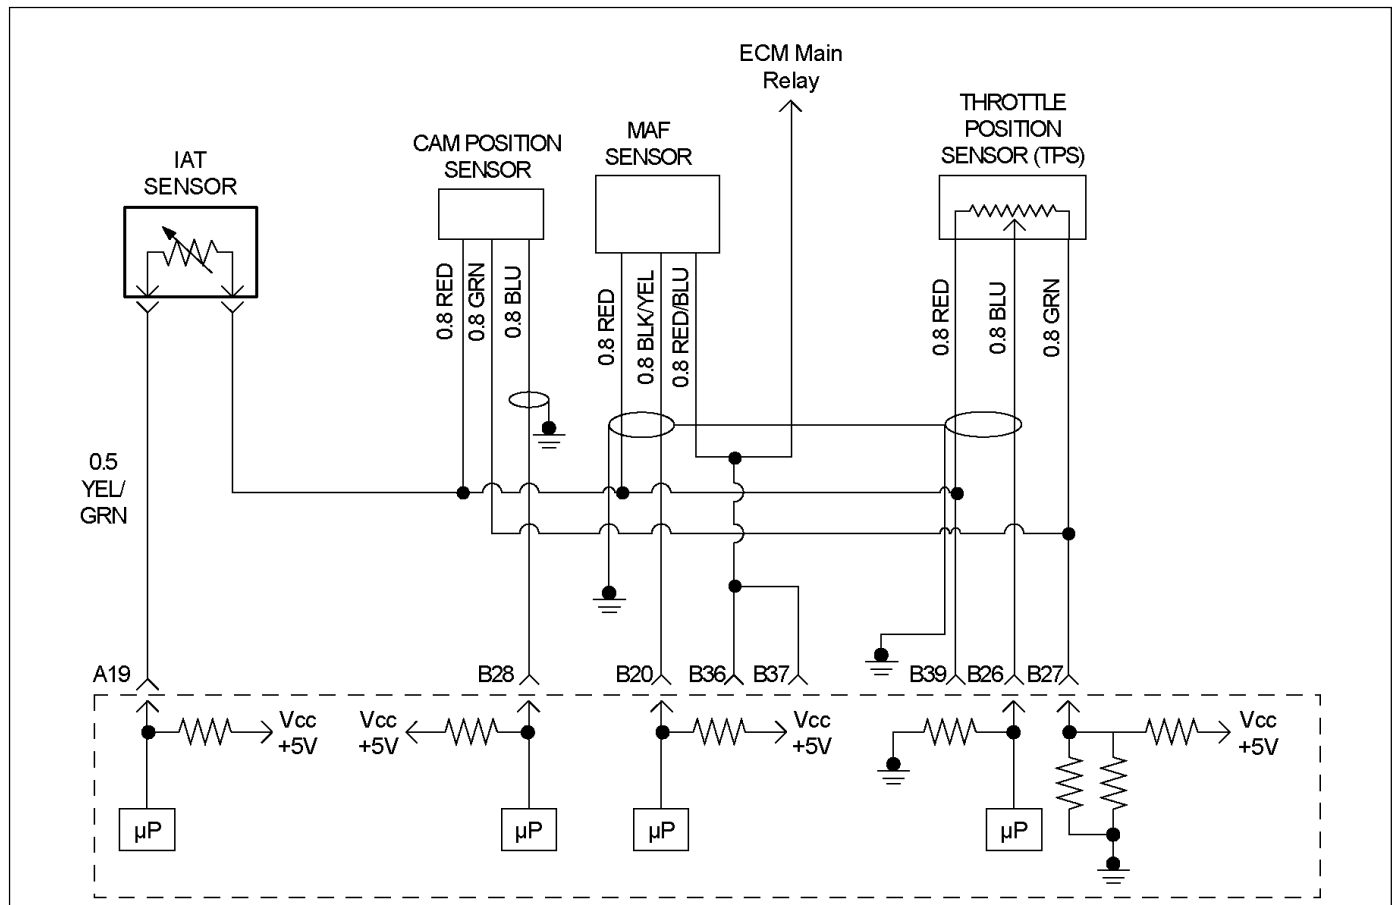 ECM Main
Relay
THROTTLE
POSITION
SENSOR (TPS)
MAF
SENSOR
CAM POSITION
SENSOR
IAT
SENSOR
0.8 RED
0.8 GRN
0.8 BLU
0.8 RED
0.8 BLK/YEL
0.8 RED/BLU
0.8 RED
0.8 BLU
0.8 GRN
0.5
YEL/
GRN
A19
B28
B20
B36
B37
B39
B26
B27
Vcc
+5V
Vcc
+5V
Vcc
+5V
Vcc
+5V
µP
µP
µP
µP